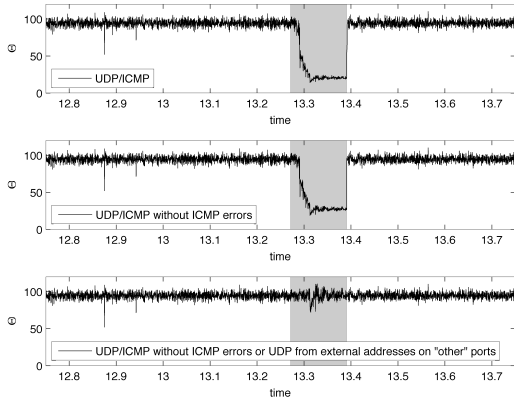 100
50
0
Θ
UDP/ICMP
12.8 12.9 13 13.1 13.2 13.3 13.4 13.5 13.6 13.7
time
100
50
0
Θ
UDP/ICMP without ICMP errors
12.8 12.9 13 13.1 13.2 13.3 13.4 13.5 13.6 13.7
time
100
50
0
Θ
UDP/ICMP without ICMP errors or UDP from external addresses on "other" ports
12.8 12.9 13 13.1 13.2 13.3 13.4 13.5 13.6 13.7
time